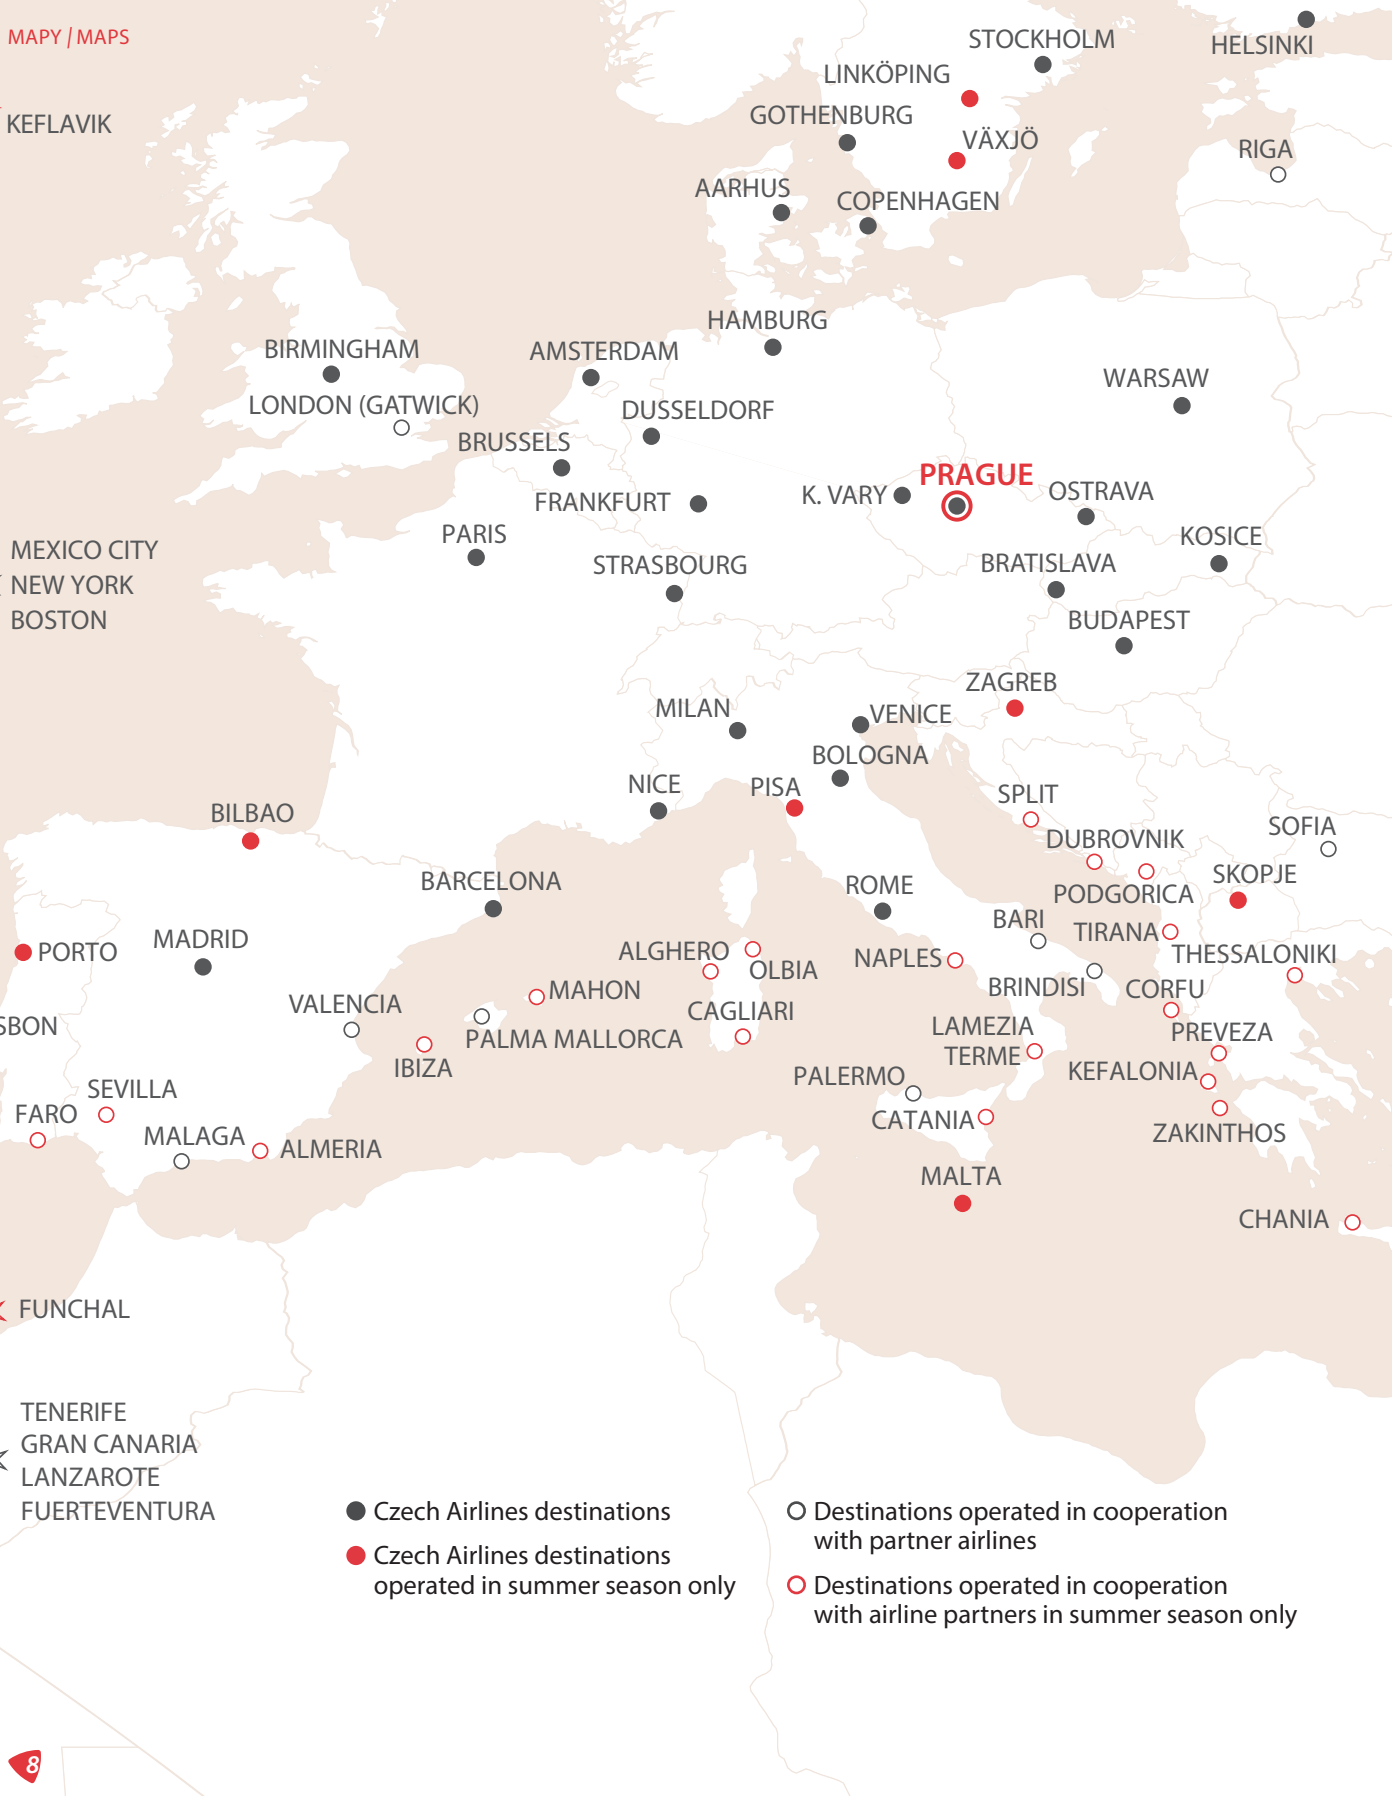 MAPY / MAPS
STOCKHOLM
HELSINKI
LINKÖPING
GOTHENBURG
KEFLAVIK
VÄXJÖ
RIGA
AARHUS
COPENHAGEN
HAMBURG
BIRMINGHAM
AMSTERDAM
WARSAW
LONDON (GATWICK)
DUSSELDORF
BRUSSELS
PRAGUE
FRANKFURT
K. VARY
OSTRAVA
PARIS
KOSICE
MEXICO CITY
STRASBOURG
BRATISLAVA
NEW YORK
BOSTON
BUDAPEST
ZAGREB
MILAN
VENICE
BOLOGNA
NICE
PISA
SPLIT
BILBAO
SOFIA
DUBROVNIK
SKOPJE
BARCELONA
ROME
PODGORICA
BARI
TIRANA
PORTO
MADRID
ALGHERO
NAPLES
THESSALONIKI
OLBIA
MAHON
BRINDISI
CORFU
VALENCIA
CAGLIARI
SBON
LAMEZIA
TERME
PREVEZA
PALMA MALLORCA
IBIZA
PALERMO
KEFALONIA
SEVILLA
FARO
CATANIA
ZAKINTHOS
MALAGA
ALMERIA
MALTA
CHANIA
FUNCHAL
TENERIFE
GRAN CANARIA
LANZAROTE
FUERTEVENTURA
Czech Airlines destinations
Czech Airlines destinations
operated in summer season only
Destinations operated in cooperation
with partner airlines
Destinations operated in cooperation
with airline partners in summer season only
8